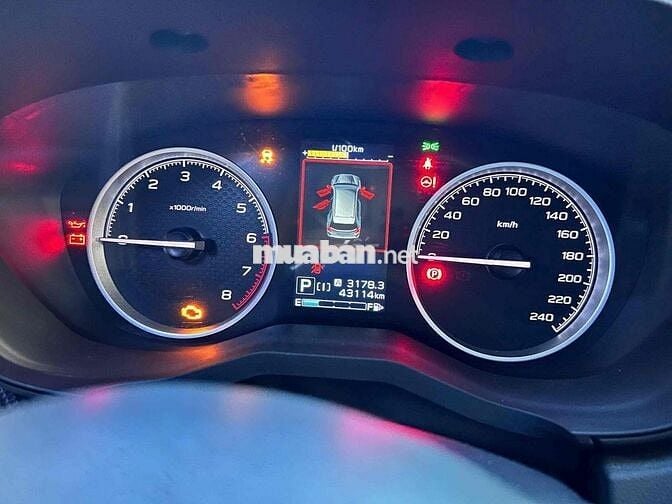 l/100km
+ -
0 1 2 3 4 5 6 7 8
x1000r/min
0 20 40 60 80 100 120 140 160 180 200 220 240
km/h
muaban.net
P A 3178.3
43114km
E F
P